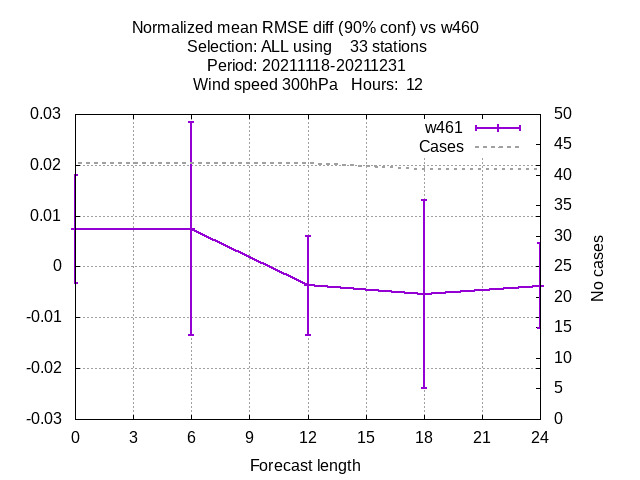 Normalized mean RMSE diff (90% conf) vs w460
Selection: ALL using 33 stations
Period: 20211118-20211231
Wind speed 300hPa Hours: 12
0.03
0.02
0.01
0
-0.01
-0.02
-0.03
w461
Cases
50
45
40
35
30
25
20
15
10
5
0
No cases
0 3 6 9 12 15 18 21 24
Forecast length